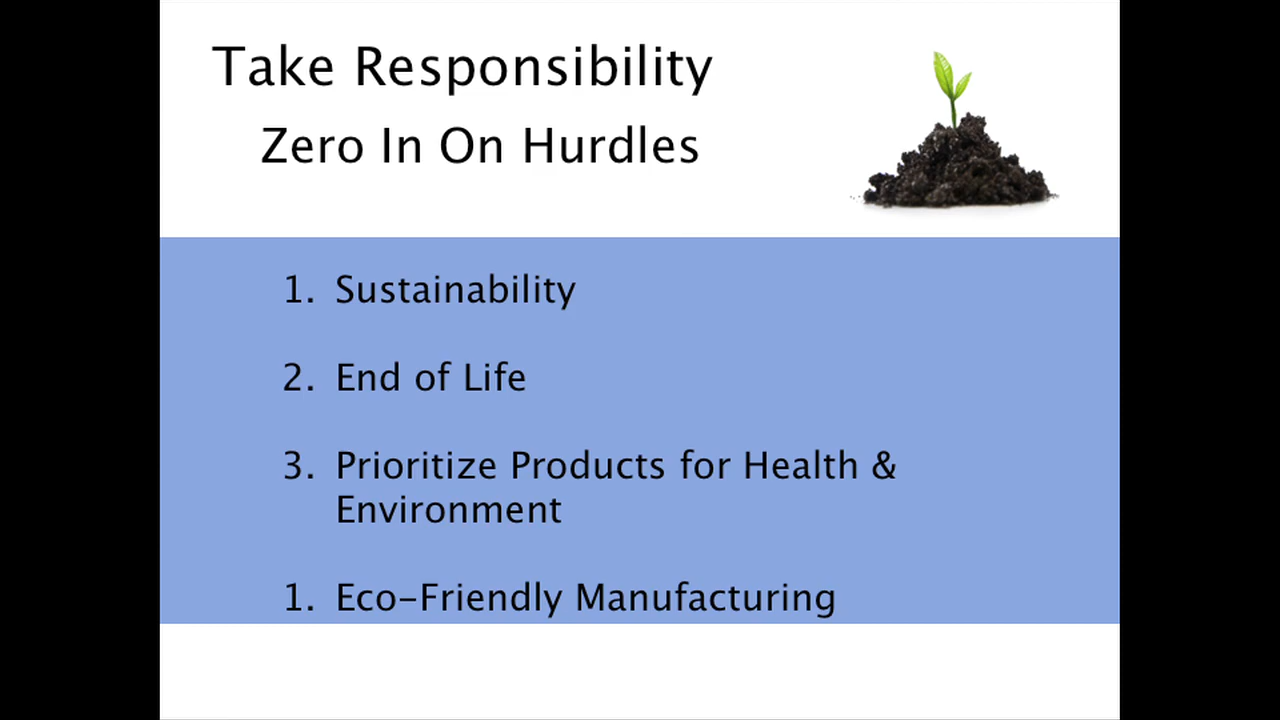 Take Responsibility
Zero In On Hurdles
1. Sustainability
2. End of Life
3. Prioritize Products for Health &
Environment
1. Eco-Friendly Manufacturing